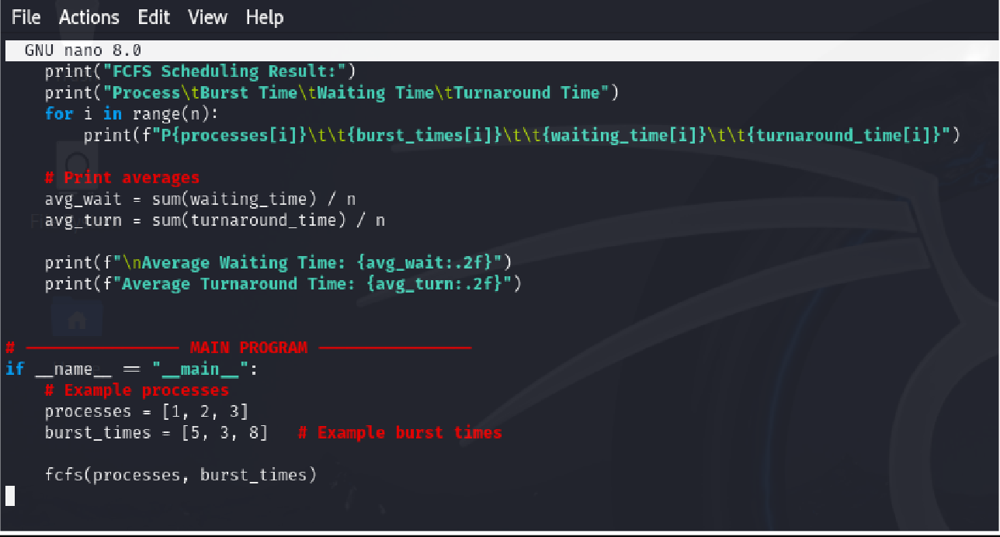 File Actions Edit View Help
GNU nano 8.0
    print("FCFS Scheduling Result:")
    print("Process\tBurst Time\tWaiting Time\tTurnaround Time")
    for i in range(n):
        print(f"P{processes[i]}\t\t{burst_times[i]}\t\t{waiting_time[i]}\t\t{turnaround_time[i]}")
    # Print averages
    avg_wait = sum(waiting_time) / n
    avg_turn = sum(turnaround_time) / n
    print(f"\nAverage Waiting Time: {avg_wait:.2f}")
    print(f"Average Turnaround Time: {avg_turn:.2f}")
# ---------------- MAIN PROGRAM ----------------
if __name__ == "__main__":
    # Example processes
    processes = [1, 2, 3]
    burst_times = [5, 3, 8]   # Example burst times
    fcfs(processes, burst_times)